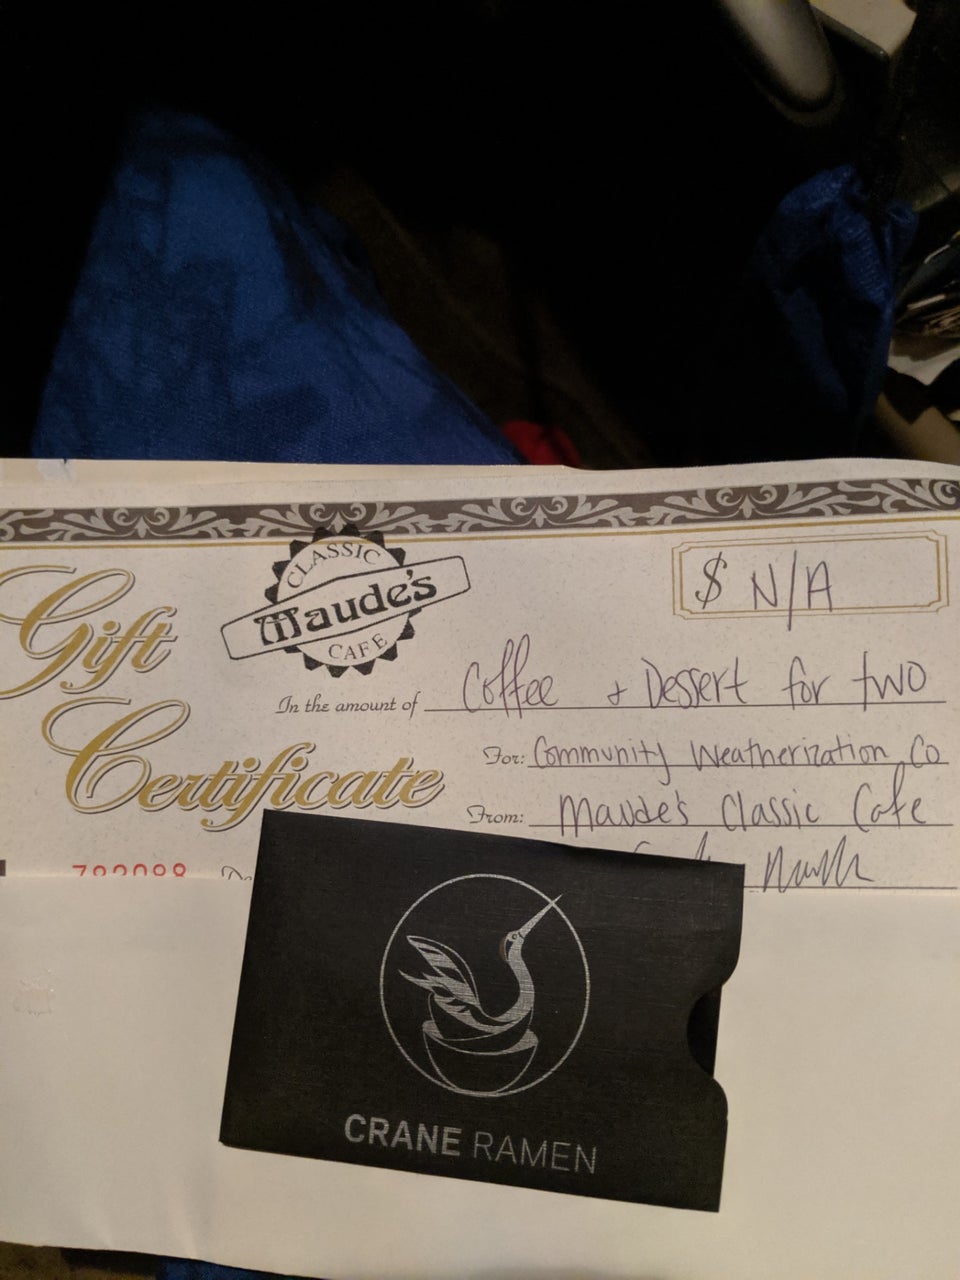 CLASSIC
Maude's
CAFE
$ N/A
Gift
Certificate
In the amount of Coffee + Dessert for two
For: Community Weatherization Co
From: Maude's Classic Cafe
CRANE RAMEN